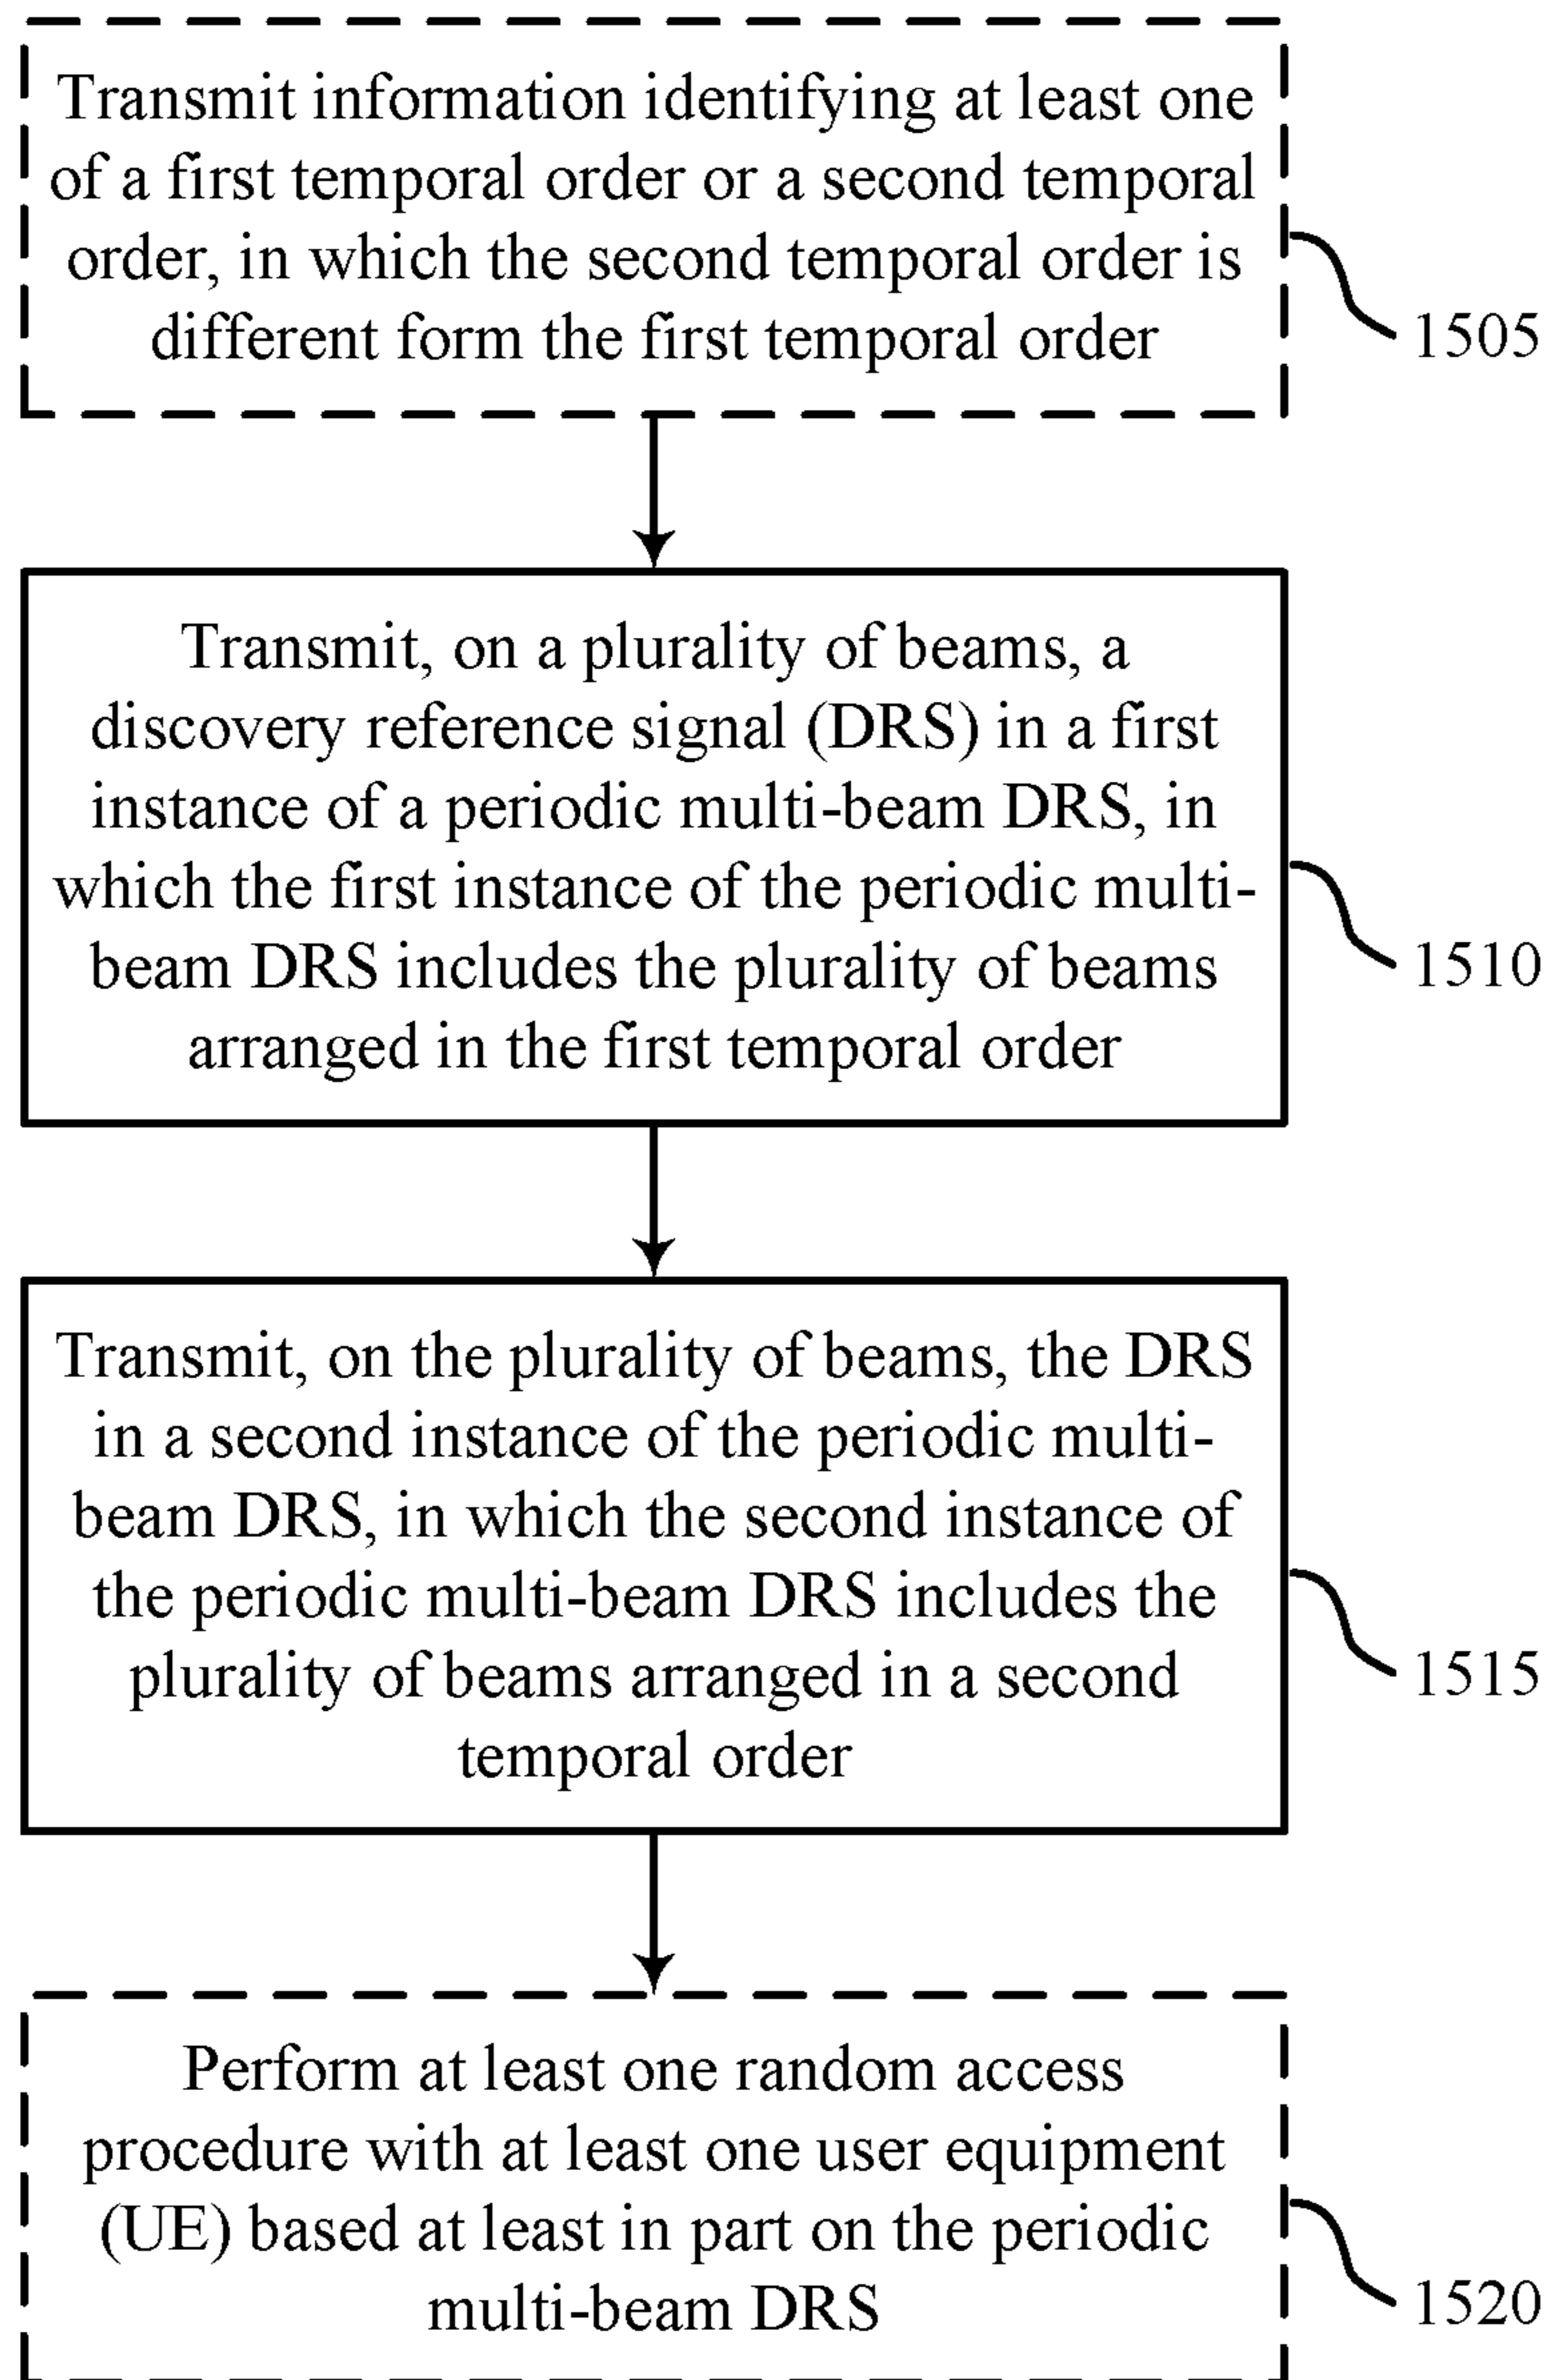 Transmit information identifying at least one
of a first temporal order or a second temporal
order, in which the second temporal order is
different form the first temporal order
1505
Transmit, on a plurality of beams, a
discovery reference signal (DRS) in a first
instance of a periodic multi-beam DRS, in
which the first instance of the periodic multi-
beam DRS includes the plurality of beams
arranged in the first temporal order
1510
Transmit, on the plurality of beams, the DRS
in a second instance of the periodic multi-
beam DRS, in which the second instance of
the periodic multi-beam DRS includes the
plurality of beams arranged in a second
temporal order
1515
Perform at least one random access
procedure with at least one user equipment
(UE) based at least in part on the periodic
multi-beam DRS
1520